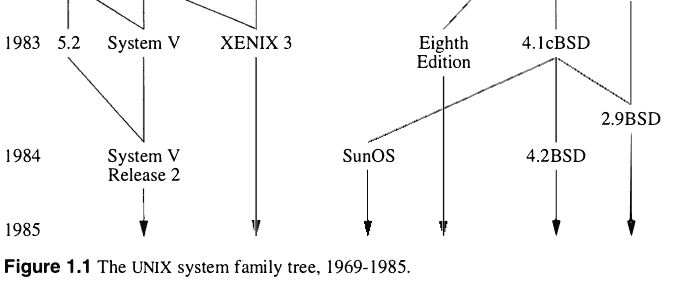 1983 5.2 System V XENIX 3 Eighth 4.1cBSD
Edition
2.9BSD
1984 System V SunOS 4.2BSD
Release 2
1985
Figure 1.1 The UNIX system family tree, 1969-1985.